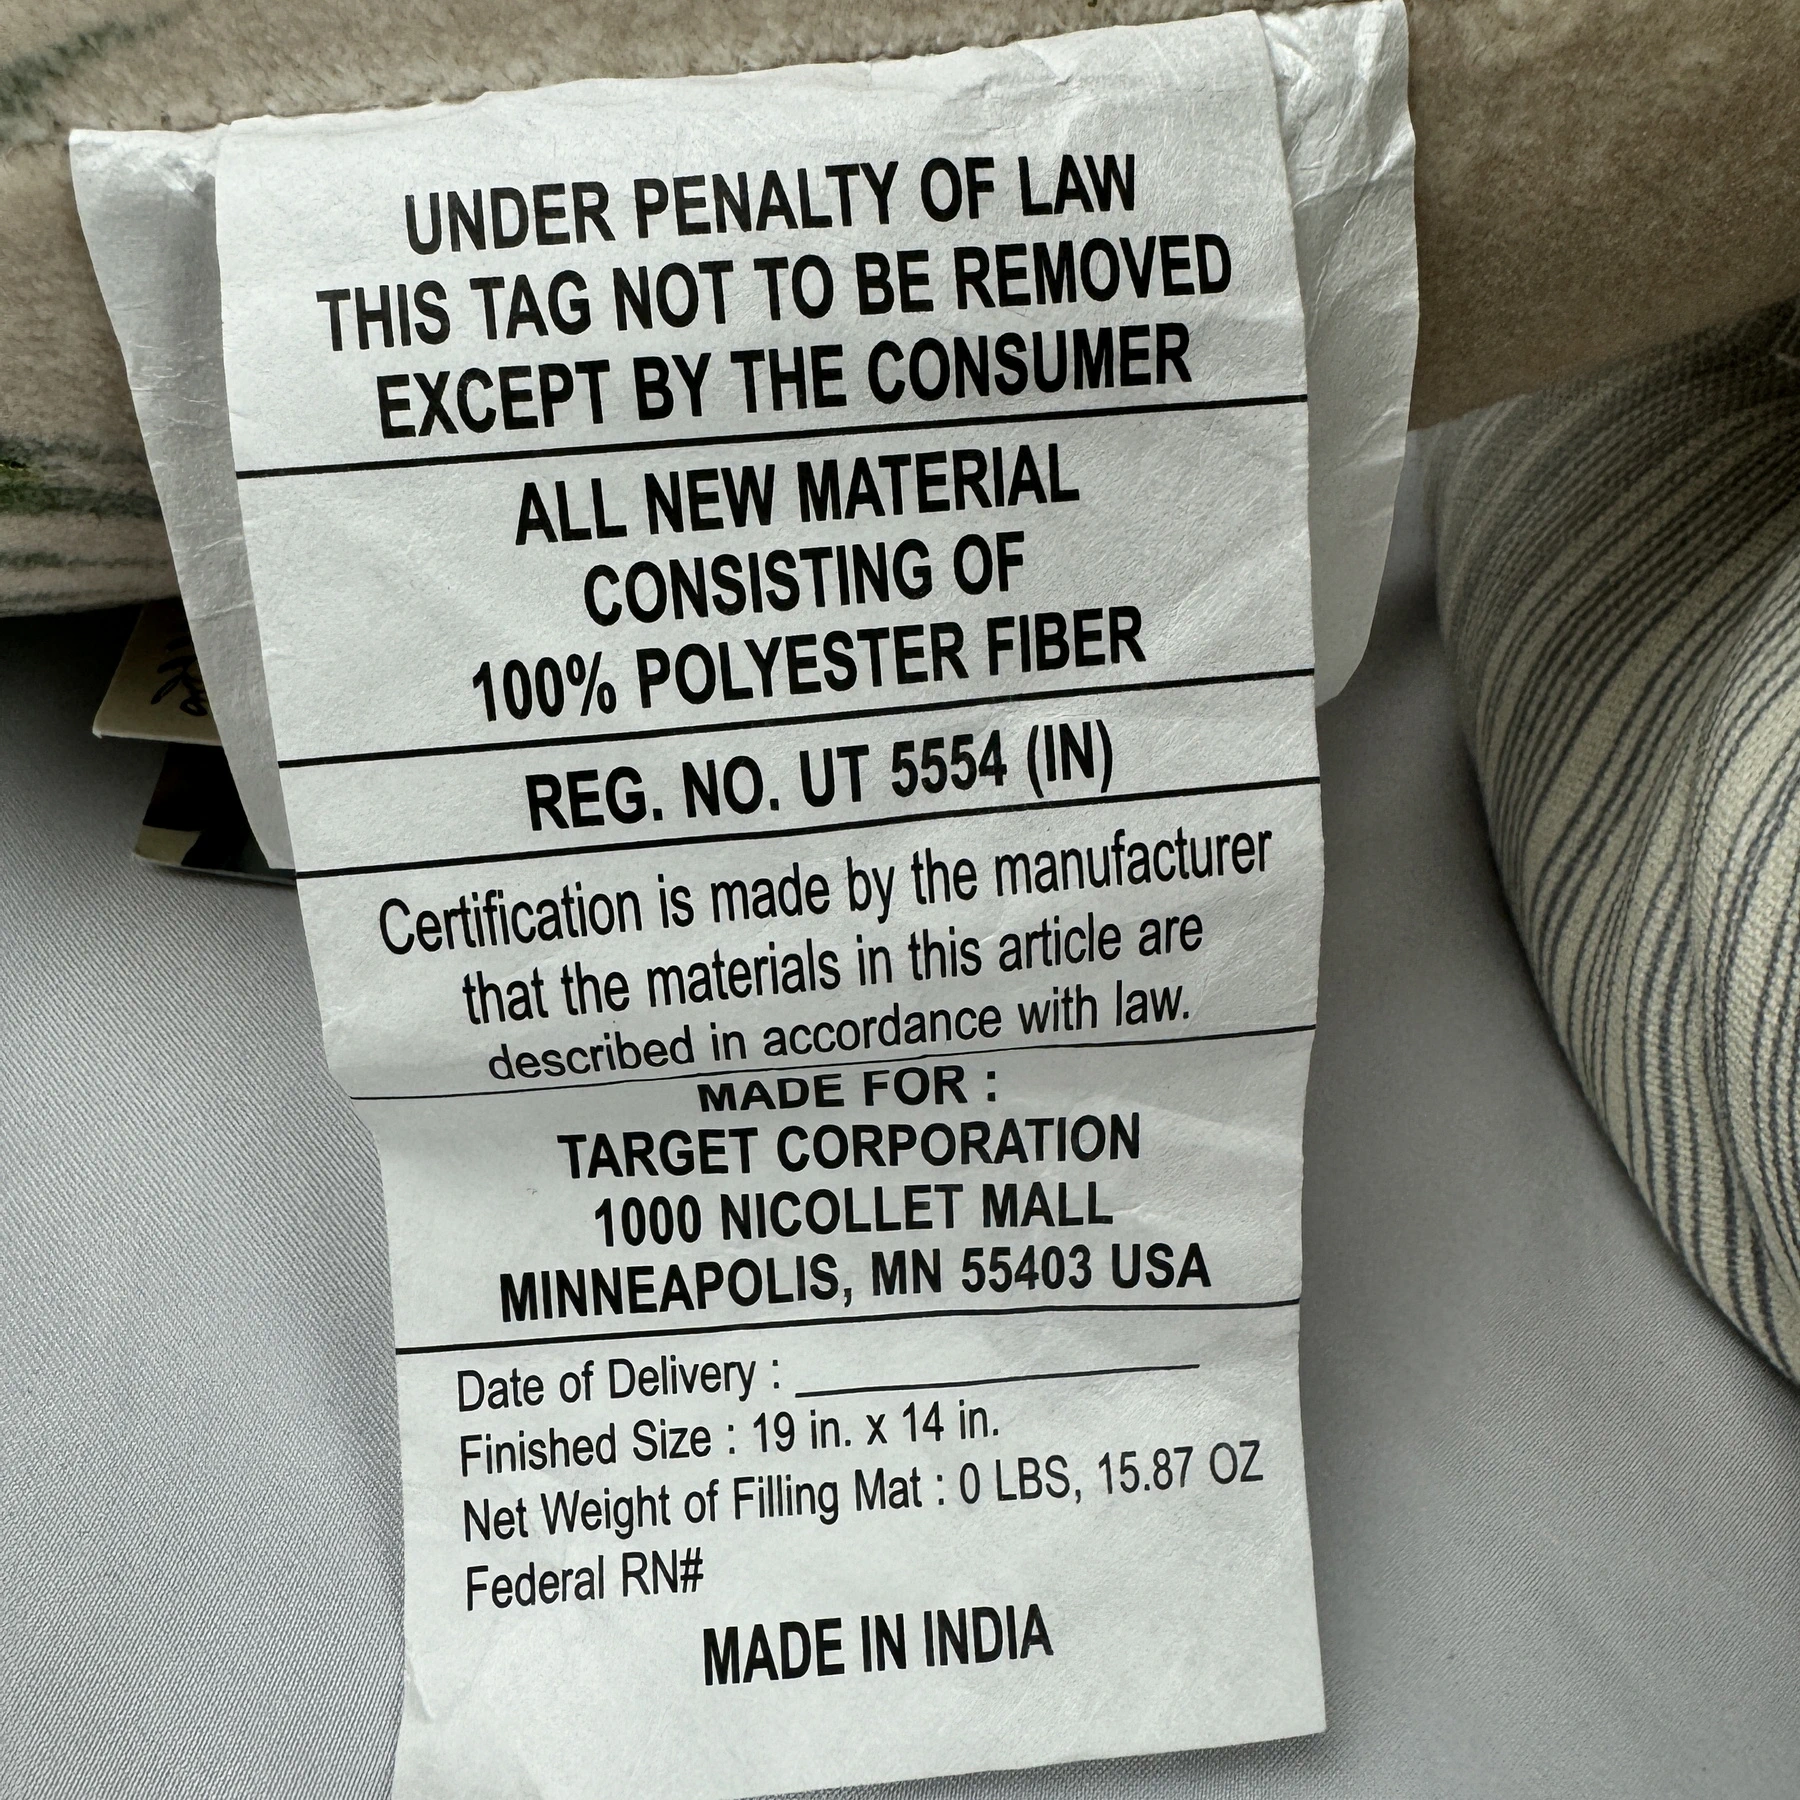 UNDER PENALTY OF LAW
THIS TAG NOT TO BE REMOVED
EXCEPT BY THE CONSUMER
ALL NEW MATERIAL
CONSISTING OF
100% POLYESTER FIBER
REG. NO. UT 5554 (IN)
Certification is made by the manufacturer
that the materials in this article are
described in accordance with law.
MADE FOR :
TARGET CORPORATION
1000 NICOLLET MALL
MINNEAPOLIS, MN 55403 USA
Date of Delivery : ____________
Finished Size : 19 in. x 14 in.
Net Weight of Filling Mat : 0 LBS, 15.87 OZ
Federal RN#
MADE IN INDIA